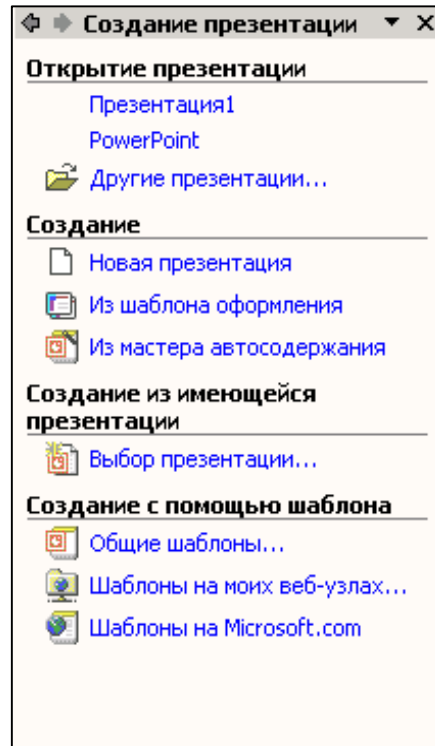 Создание презентации
Открытие презентации
Презентация1
PowerPoint
Другие презентации...
Создание
Новая презентация
Из шаблона оформления
Из мастера автосодержания
Создание из имеющейся
презентации
Выбор презентации...
Создание с помощью шаблона
Общие шаблоны...
Шаблоны на моих веб-узлах...
Шаблоны на Microsoft.com